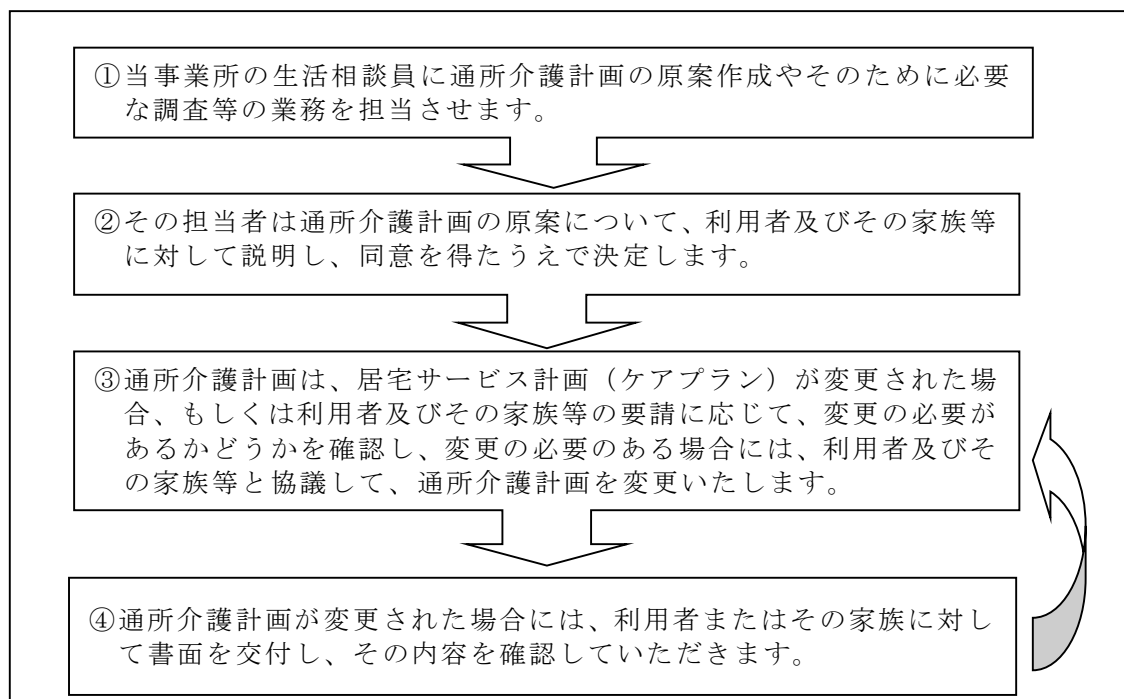 ①当事業所の生活相談員に通所介護計画の原案作成やそのために必要
な調査等の業務を担当させます。
②その担当者は通所介護計画の原案について、利用者及びその家族等
に対して説明し、同意を得たうえで決定します。
③通所介護計画は、居宅サービス計画（ケアプラン）が変更された場
合、もしくは利用者及びその家族等の要請に応じて、変更の必要が
あるかどうかを確認し、変更の必要のある場合には、利用者及びそ
の家族等と協議して、通所介護計画を変更いたします。
④通所介護計画が変更された場合には、利用者またはその家族に対し
て書面を交付し、その内容を確認していただきます。